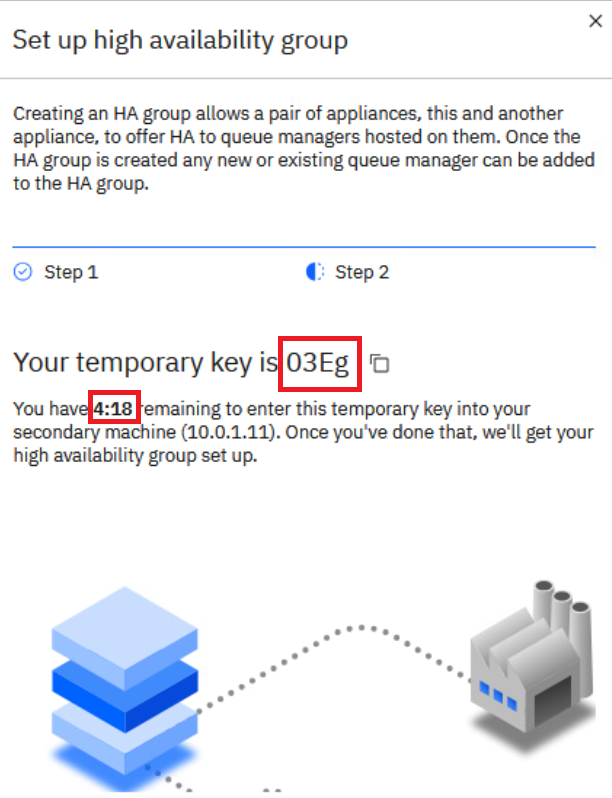 Set up high availability group
Creating an HA group allows a pair of appliances, this and another
appliance, to offer HA to queue managers hosted on them. Once the
HA group is created any new or existing queue manager can be added
to the HA group.
Step 1
Step 2
Your temporary key is 03Eg
You have 4:18 remaining to enter this temporary key into your
secondary machine (10.0.1.11). Once you've done that, we'll get your
high availability group set up.